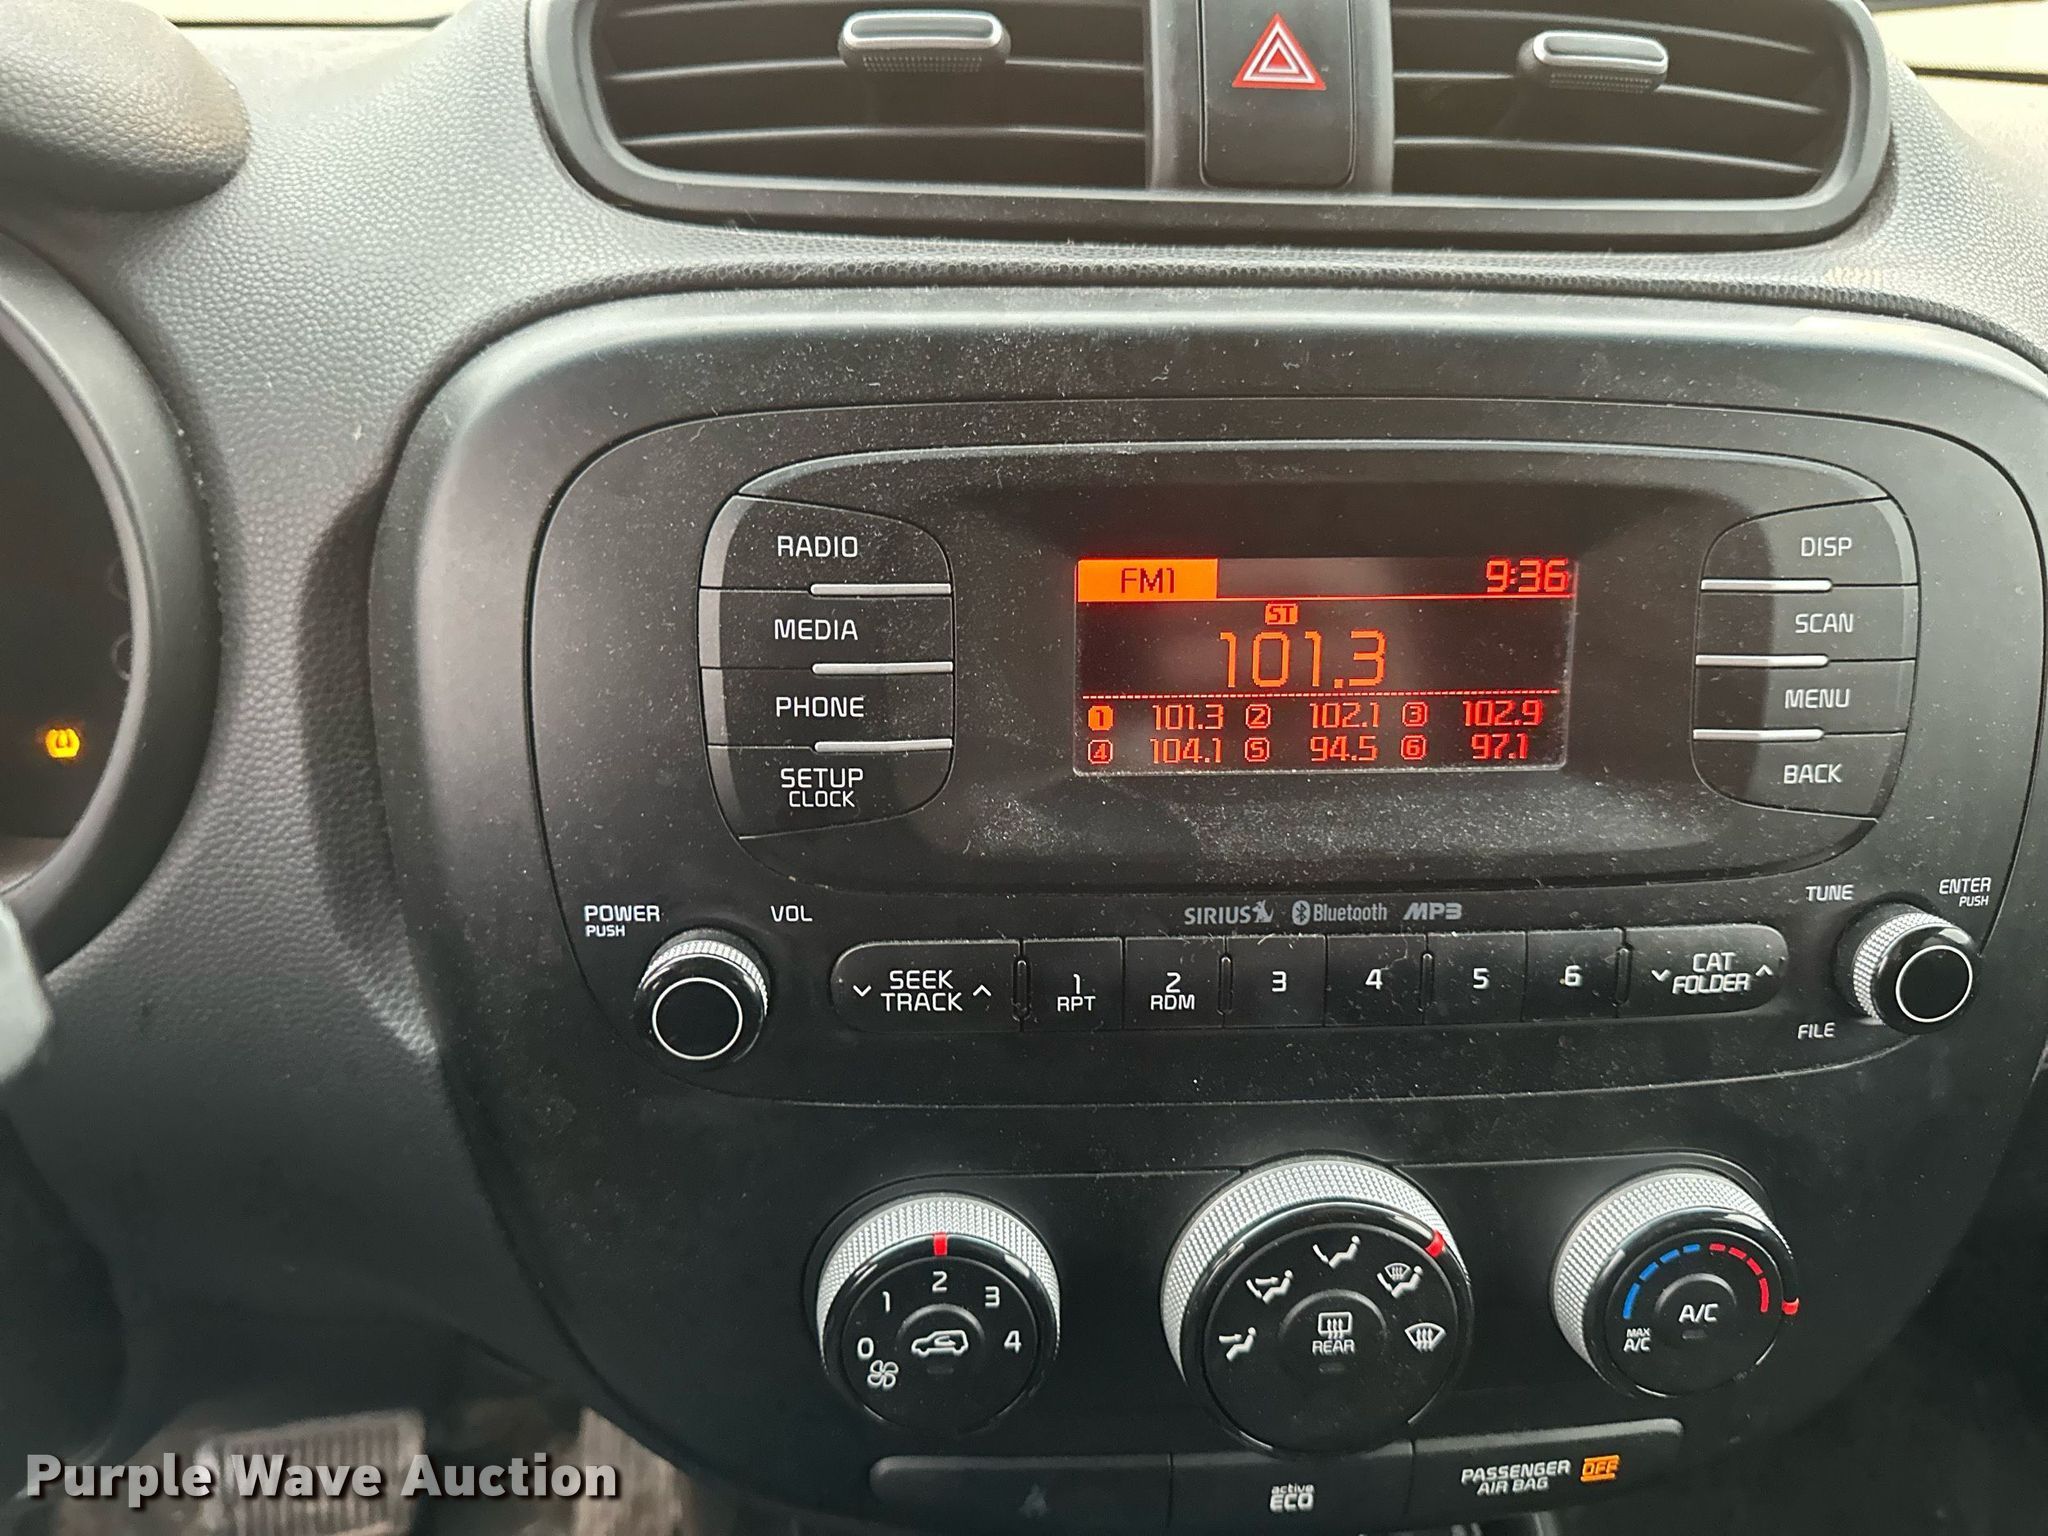 RADIO
MEDIA
PHONE
SETUP
CLOCK
FM1 9:36
ST
101.3
1 101.3 2 102.1 3 102.9
4 104.1 5 94.5 6 97.1
DISP
SCAN
MENU
BACK
POWER
PUSH
VOL
SIRIUS Bluetooth MP3
TUNE
ENTER
PUSH
FILE
SEEK
TRACK
1
RPT
2
RDM
3
4
5
6
CAT
FOLDER
0 1 2 3 4
REAR
A/C
MAX
A/C
active
ECO
PASSENGER
AIR BAG
OFF
Purple Wave Auction